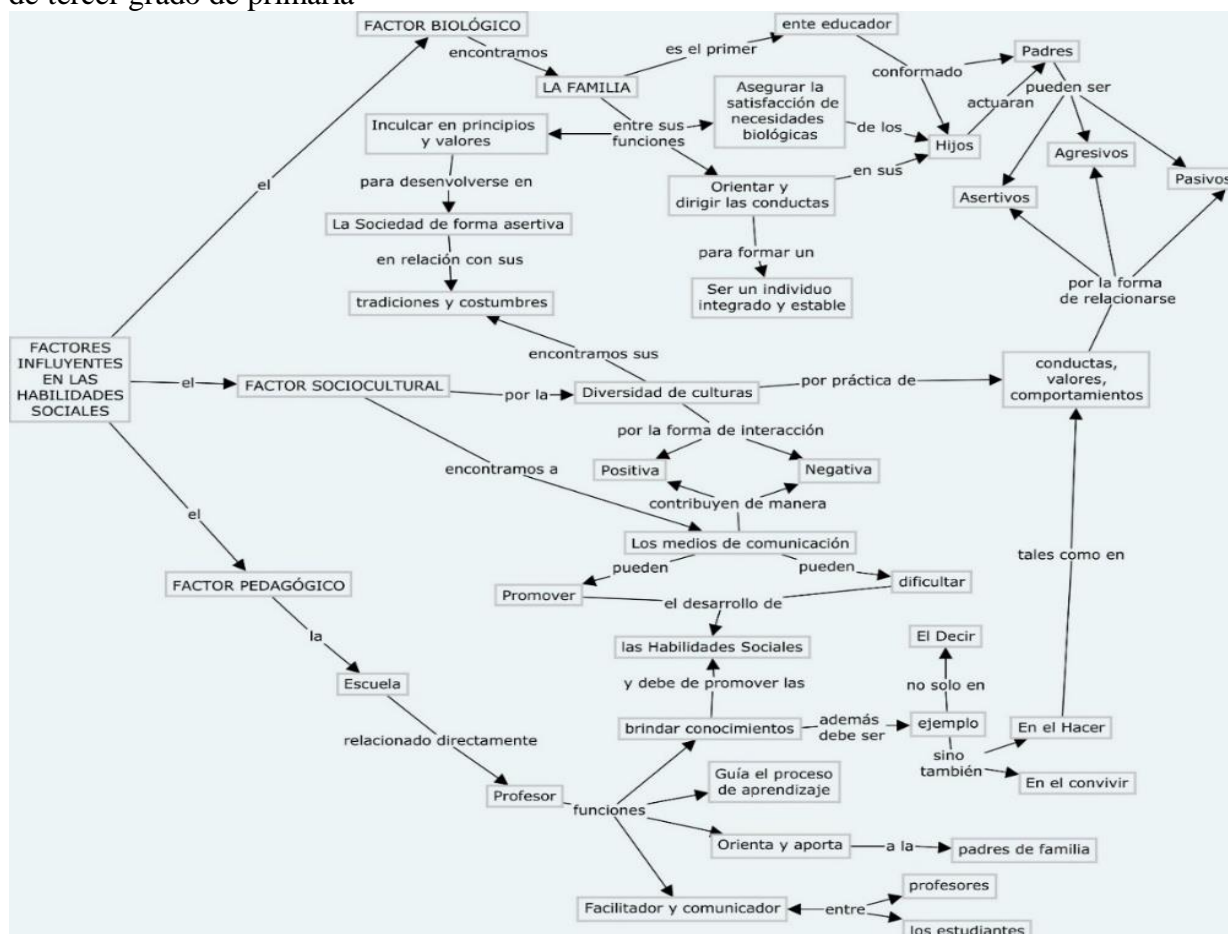 de tercer grado de primaria
FACTOR BIOLÓGICO
ente educador
encontramos
es el primer
Padres
conformado
LA FAMILIA
pueden ser
Asegurar la
satisfacción de
necesidades
biológicas
actuaran
Inculcar en principios
y valores
entre sus
funciones
de los
Hijos
Agresivos
Pasivos
en sus
el
para desenvolverse en
Orientar y
dirigir las conductas
Asertivos
La Sociedad de forma asertiva
para formar un
en relación con sus
Ser un individuo
integrado y estable
por la forma
de relacionarse
tradiciones y costumbres
FACTORES
INFLUYENTES
EN LAS
HABILIDADES
SOCIALES
encontramos sus
el
FACTOR SOCIOCULTURAL
por la
Diversidad de culturas
por práctica de
conductas,
valores,
comportamientos
por la forma de interacción
encontramos a
Positiva
Negativa
contribuyen de manera
el
Los medios de comunicación
tales como en
pueden
pueden
FACTOR PEDAGÓGICO
Promover
dificultar
el desarrollo de
la
las Habilidades Sociales
El Decir
Escuela
y debe de promover las
no solo en
brindar conocimientos
además
debe ser
ejemplo
En el Hacer
relacionado directamente
sino
también
En el convivir
Guía el proceso
de aprendizaje
Profesor
funciones
Orienta y aporta
a la
padres de familia
profesores
Facilitador y comunicador
entre
los estudiantes